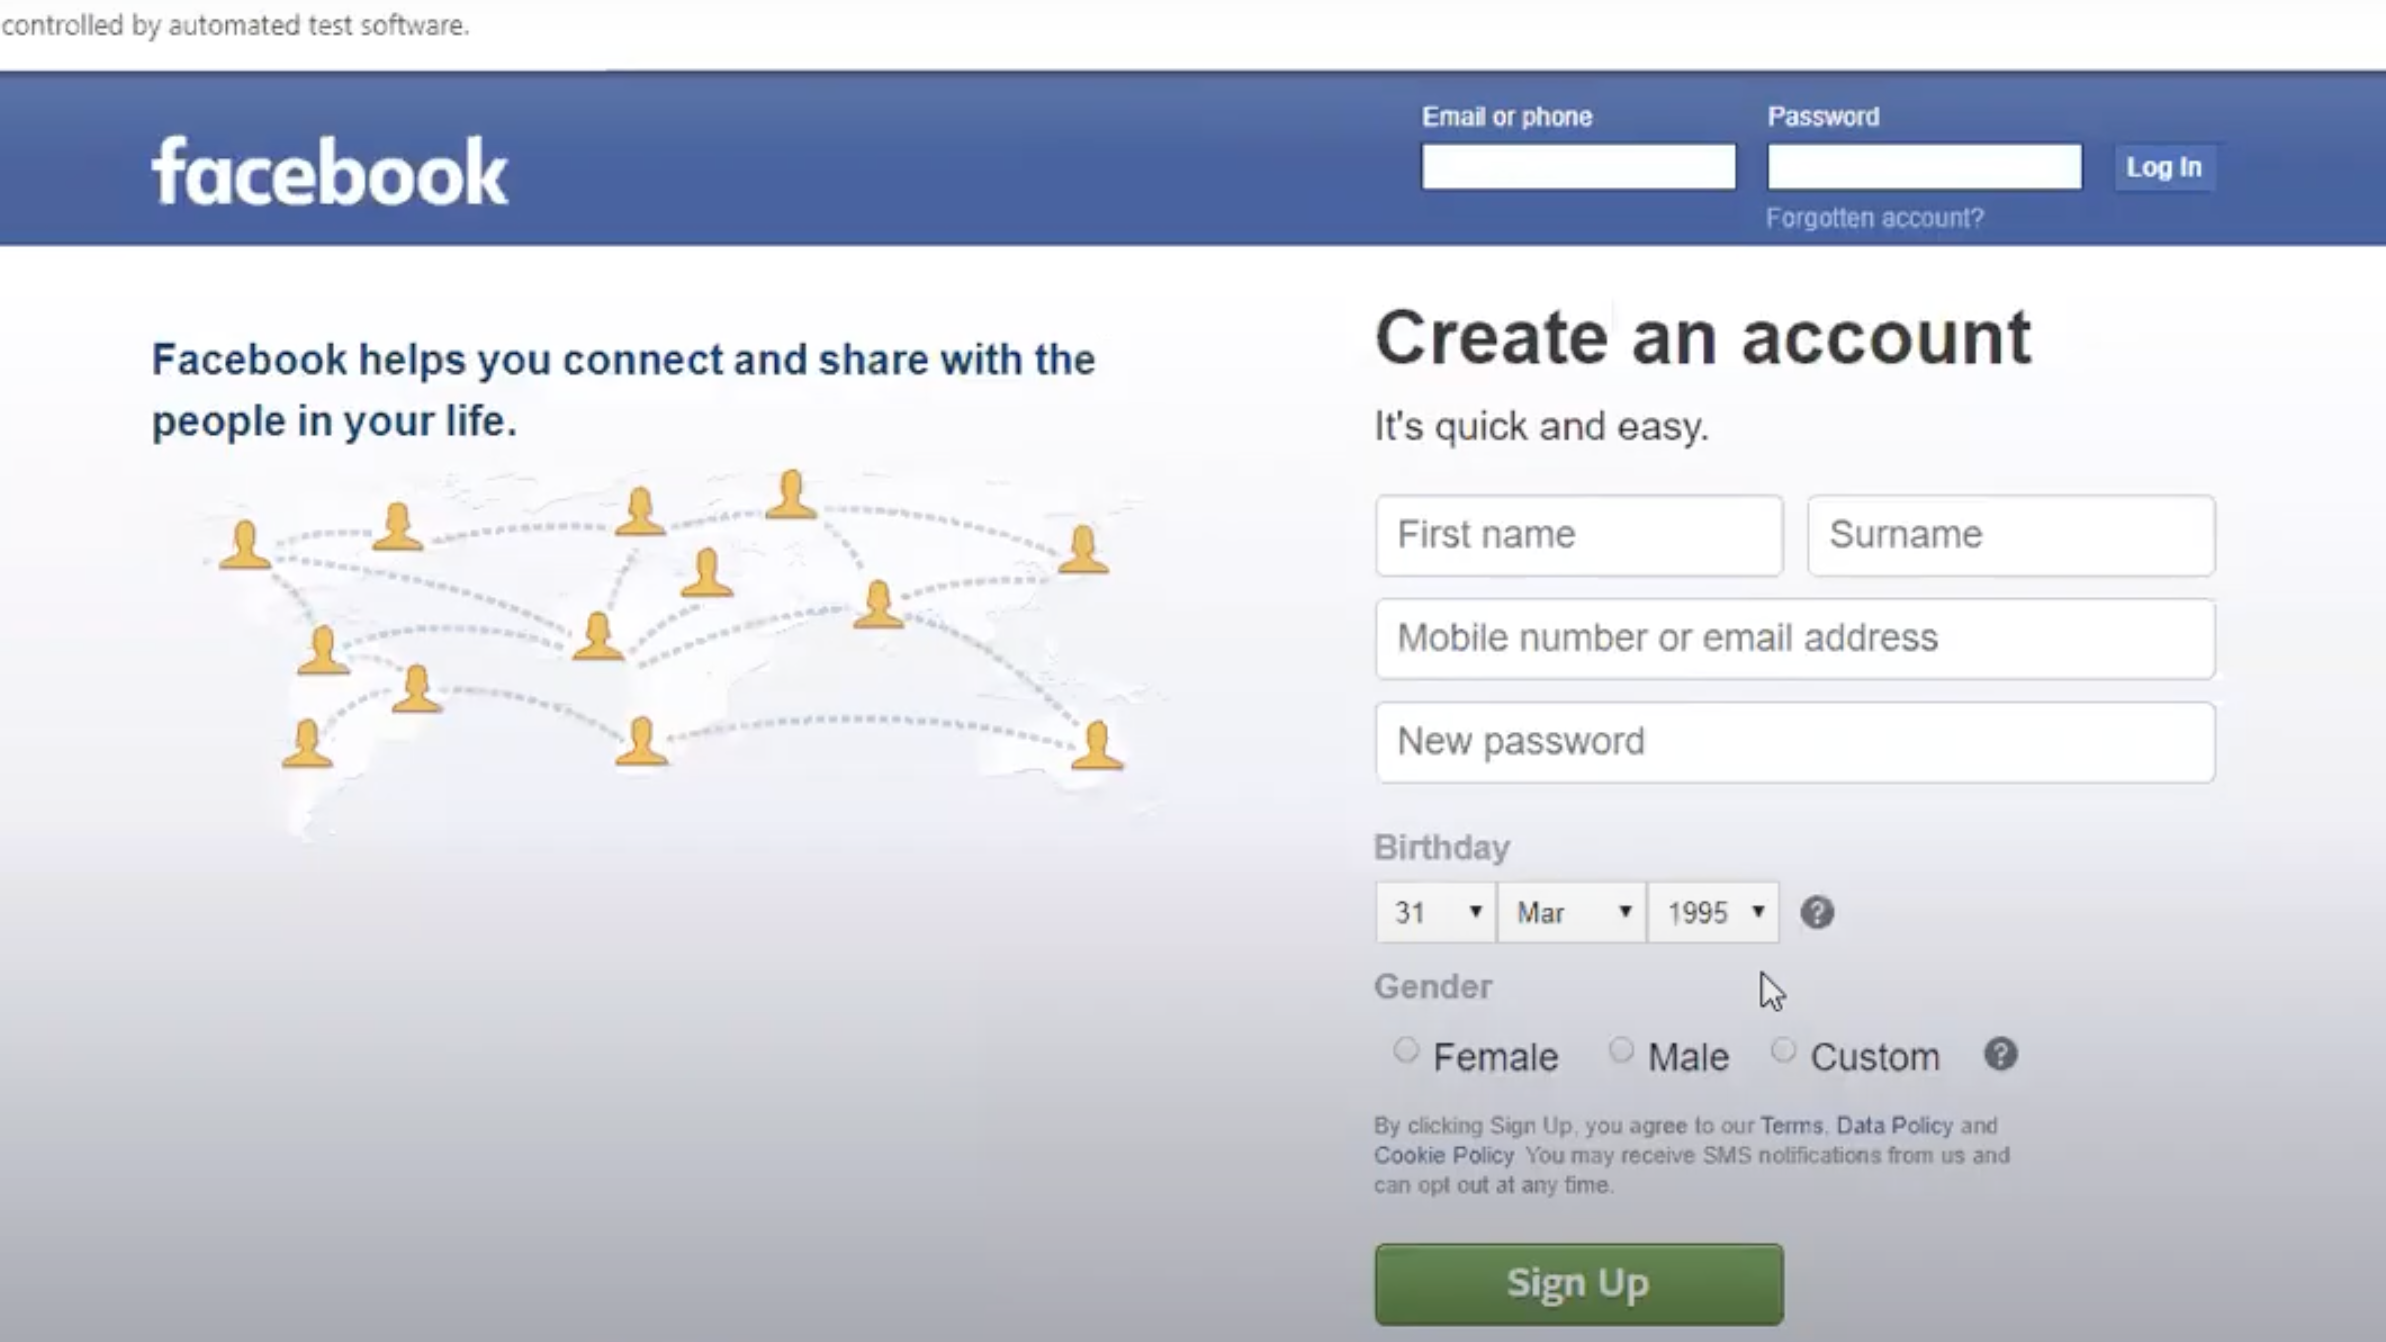 controlled by automated test software.
facebook
Email or phone
Password
Log In
Forgotten account?
Facebook helps you connect and share with the
people in your life.
Create an account
It's quick and easy.
First name
Surname
Mobile number or email address
New password
Birthday
31
Mar
1995
?
Gender
Female
Male
Custom
?
By clicking Sign Up, you agree to our Terms, Data Policy and
Cookie Policy. You may receive SMS notifications from us and
can opt out at any time.
Sign Up